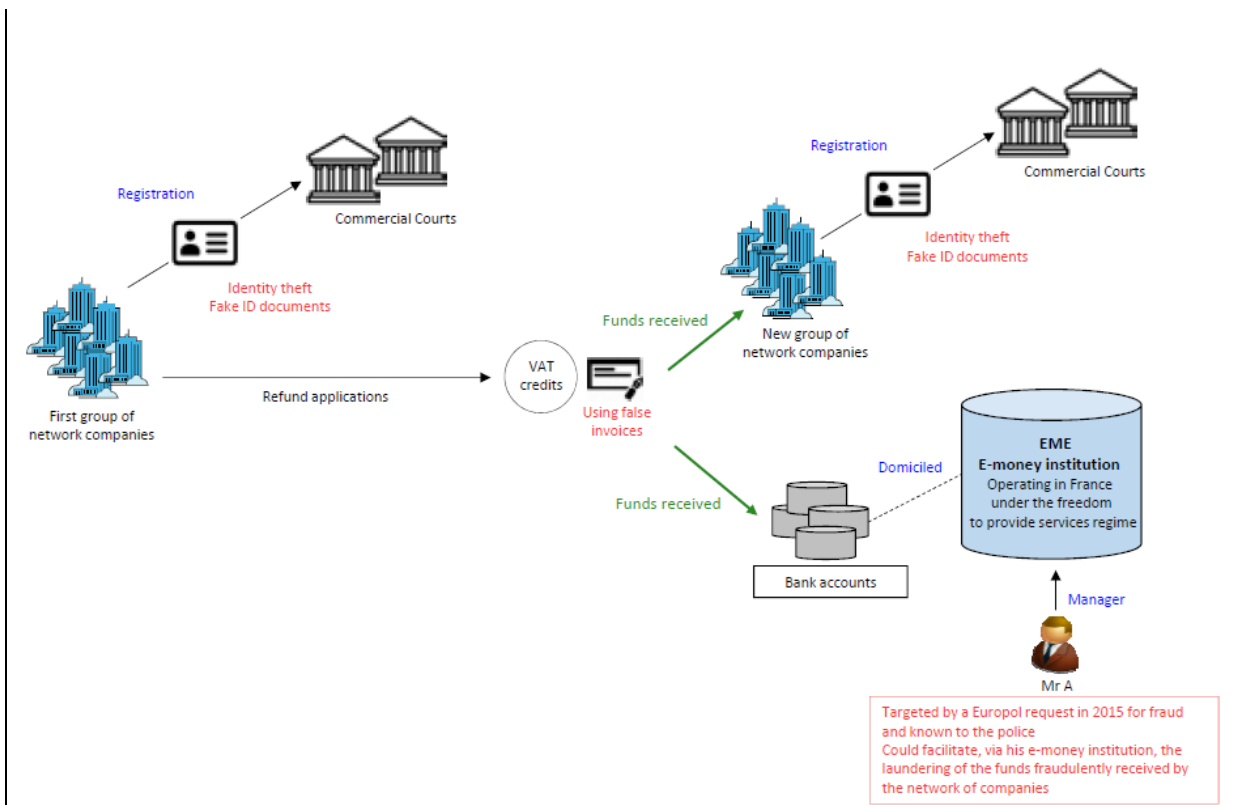 Registration
Commercial Courts
Identity theft
Fake ID documents
First group of
network companies
Refund applications
VAT
credits
Using false
invoices
Funds received
Funds received
Registration
Commercial Courts
Identity theft
Fake ID documents
New group of
network companies
Bank accounts
Domiciled
EME
E-money institution
Operating in France
under the freedom
to provide services regime
Manager
Mr A
Targeted by a Europol request in 2015 for fraud
and known to the police
Could facilitate, via his e-money institution, the
laundering of the funds fraudulently received by
the network of companies